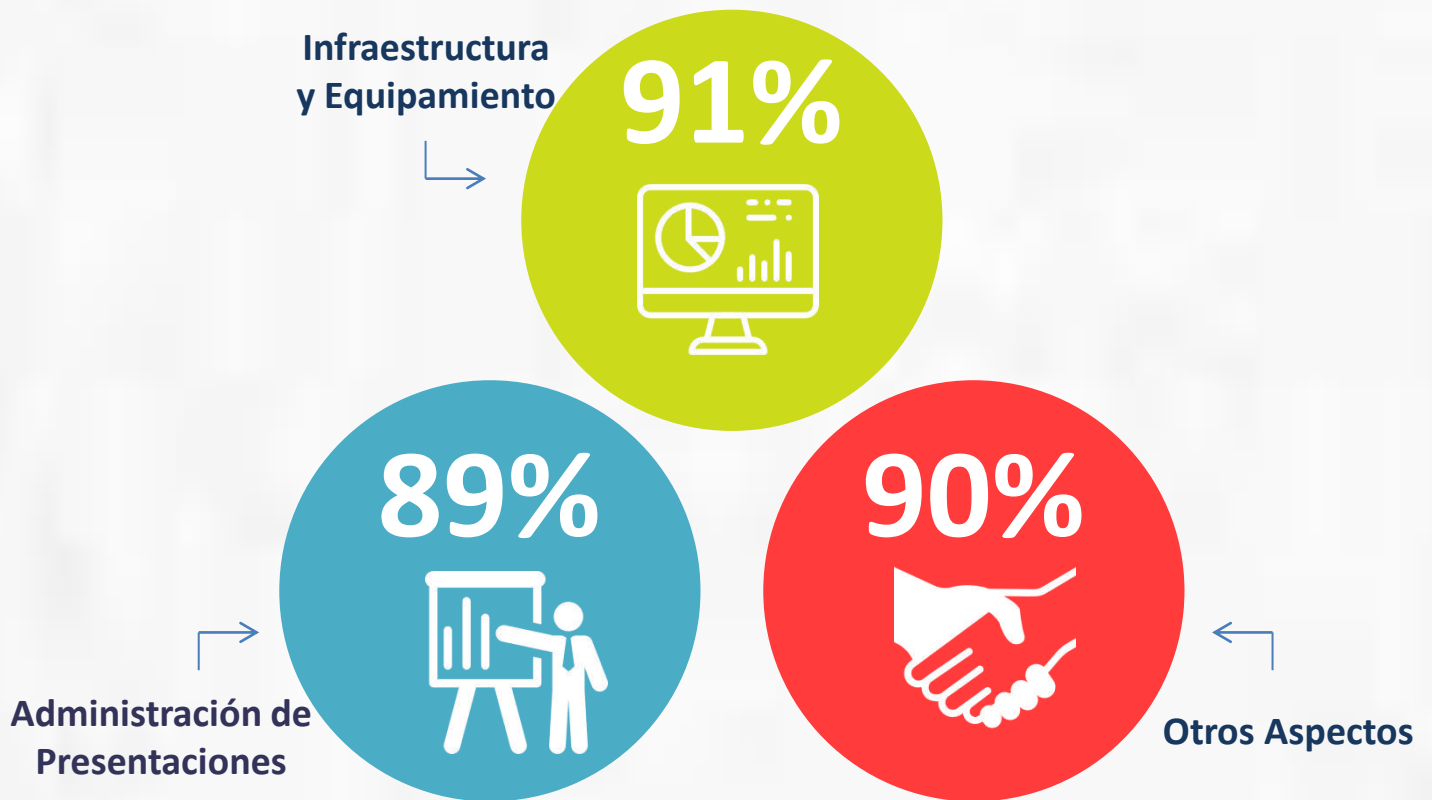 Infraestructura
y Equipamiento
91%
89%
90%
Administración de
Presentaciones
Otros Aspectos